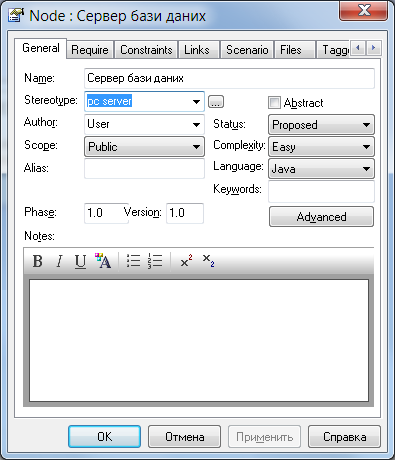 Node : Сервер бази даних
General Require Constraints Links Scenario Files Tagge
Name: Сервер бази даних
Stereotype: pc server ... Abstract
Author: User Status: Proposed
Scope: Public Complexity: Easy
Alias: Language: Java
Keywords:
Phase: 1.0 Version: 1.0 Advanced
Notes:
B I U A x² x₂
OK Отмена Применить Справка